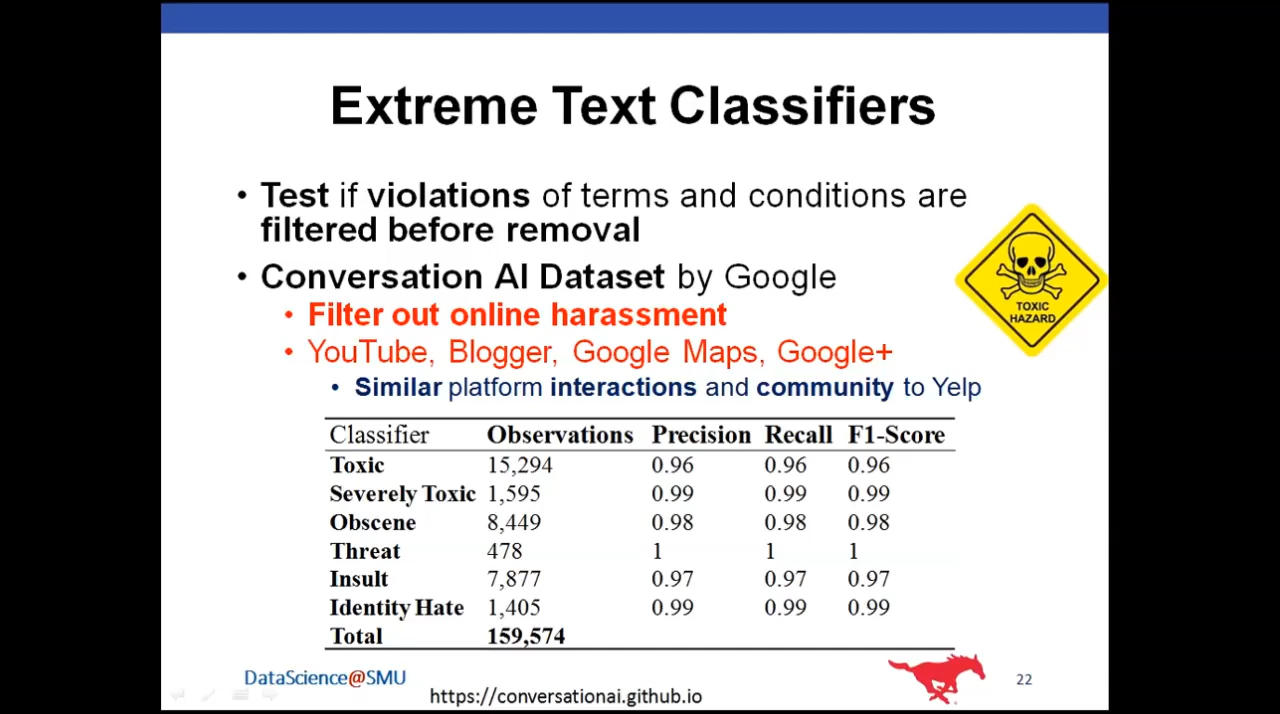 Extreme Text Classifiers
• Test if violations of terms and conditions are
filtered before removal
• Conversation AI Dataset by Google
• Filter out online harassment
• YouTube, Blogger, Google Maps, Google+
• Similar platform interactions and community to Yelp
TOXIC
HAZARD
Classifier Observations Precision Recall F1-Score
Toxic 15,294 0.96 0.96 0.96
Severely Toxic 1,595 0.99 0.99 0.99
Obscene 8,449 0.98 0.98 0.98
Threat 478 1 1 1
Insult 7,877 0.97 0.97 0.97
Identity Hate 1,405 0.99 0.99 0.99
Total 159,574
DataScience@SMU
https://conversationai.github.io
22